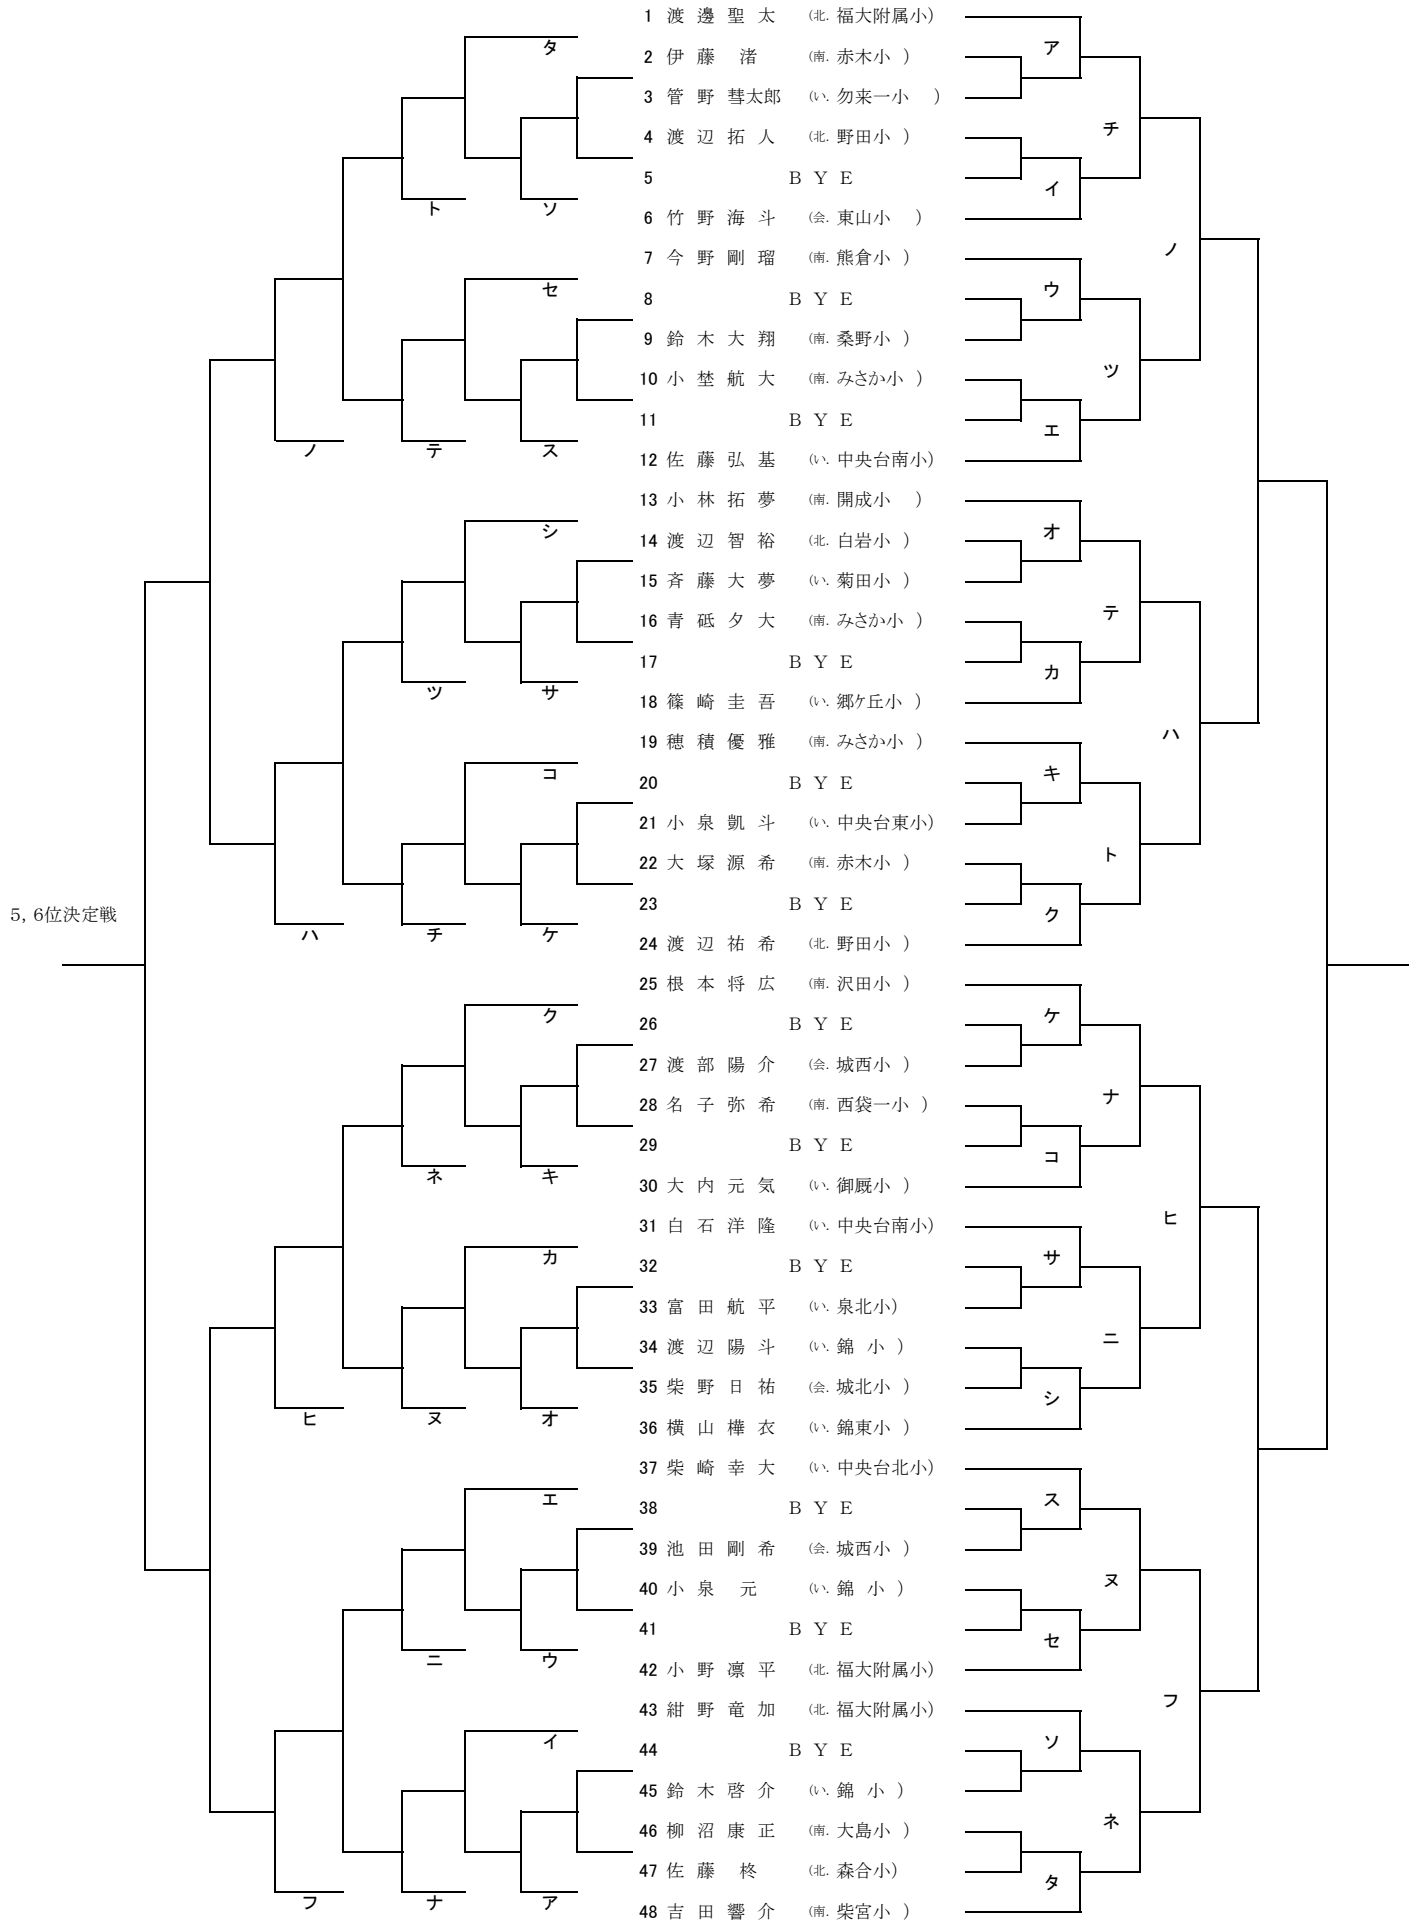 1 渡 邊 聖 太 (北. 福大附属小)
ア
タ
2 伊 藤 渚 (南. 赤木小 )
3 管 野 彗太郎 (い. 勿来一小 )
チ
4 渡 辺 拓 人 (北. 野田小 )
5 B Y E
イ
ト
ソ
6 竹 野 海 斗 (会. 東山小 )
ノ
7 今 野 剛 瑠 (南. 熊倉小 )
セ
8 B Y E
ウ
9 鈴 木 大 翔 (南. 桑野小 )
ツ
10 小 埜 航 大 (南. みさか小 )
11 B Y E
エ
ノ
テ
ス
12 佐 藤 弘 基 (い. 中央台南小)
13 小 林 拓 夢 (南. 開成小 )
シ
オ
14 渡 辺 智 裕 (北. 白岩小 )
15 斉 藤 大 夢 (い. 菊田小 )
テ
16 青 砥 夕 大 (南. みさか小 )
17 B Y E
カ
ツ
サ
18 篠 崎 圭 吾 (い. 郷ケ丘小 )
ハ
19 穂 積 優 雅 (南. みさか小 )
コ
キ
20 B Y E
21 小 泉 凱 斗 (い. 中央台東小)
ト
22 大 塚 源 希 (南. 赤木小 )
23 B Y E
ク
5, 6位決定戦
ハ
チ
ケ
24 渡 辺 祐 希 (北. 野田小 )
25 根 本 将 広 (南. 沢田小 )
ク
ケ
26 B Y E
27 渡 部 陽 介 (会. 城西小 )
ナ
28 名 子 弥 希 (南. 西袋一小 )
29 B Y E
コ
ネ
キ
30 大 内 元 気 (い. 御厩小 )
ヒ
31 白 石 洋 隆 (い. 中央台南小)
カ
サ
32 B Y E
33 富 田 航 平 (い. 泉北小)
ニ
34 渡 辺 陽 斗 (い. 錦 小 )
35 柴 野 日 祐 (会. 城北小 )
シ
ヒ
ヌ
オ
36 横 山 樺 衣 (い. 錦東小 )
37 柴 崎 幸 大 (い. 中央台北小)
エ
ス
38 B Y E
39 池 田 剛 希 (会. 城西小 )
ヌ
40 小 泉 元 (い. 錦 小 )
41 B Y E
セ
ニ
ウ
42 小 野 凛 平 (北. 福大附属小)
フ
43 紺 野 竜 加 (北. 福大附属小)
イ
ソ
44 B Y E
45 鈴 木 啓 介 (い. 錦 小 )
ネ
46 柳 沼 康 正 (南. 大島小 )
47 佐 藤 柊 (北. 森合小)
タ
フ
ナ
ア
48 吉 田 響 介 (南. 柴宮小 )